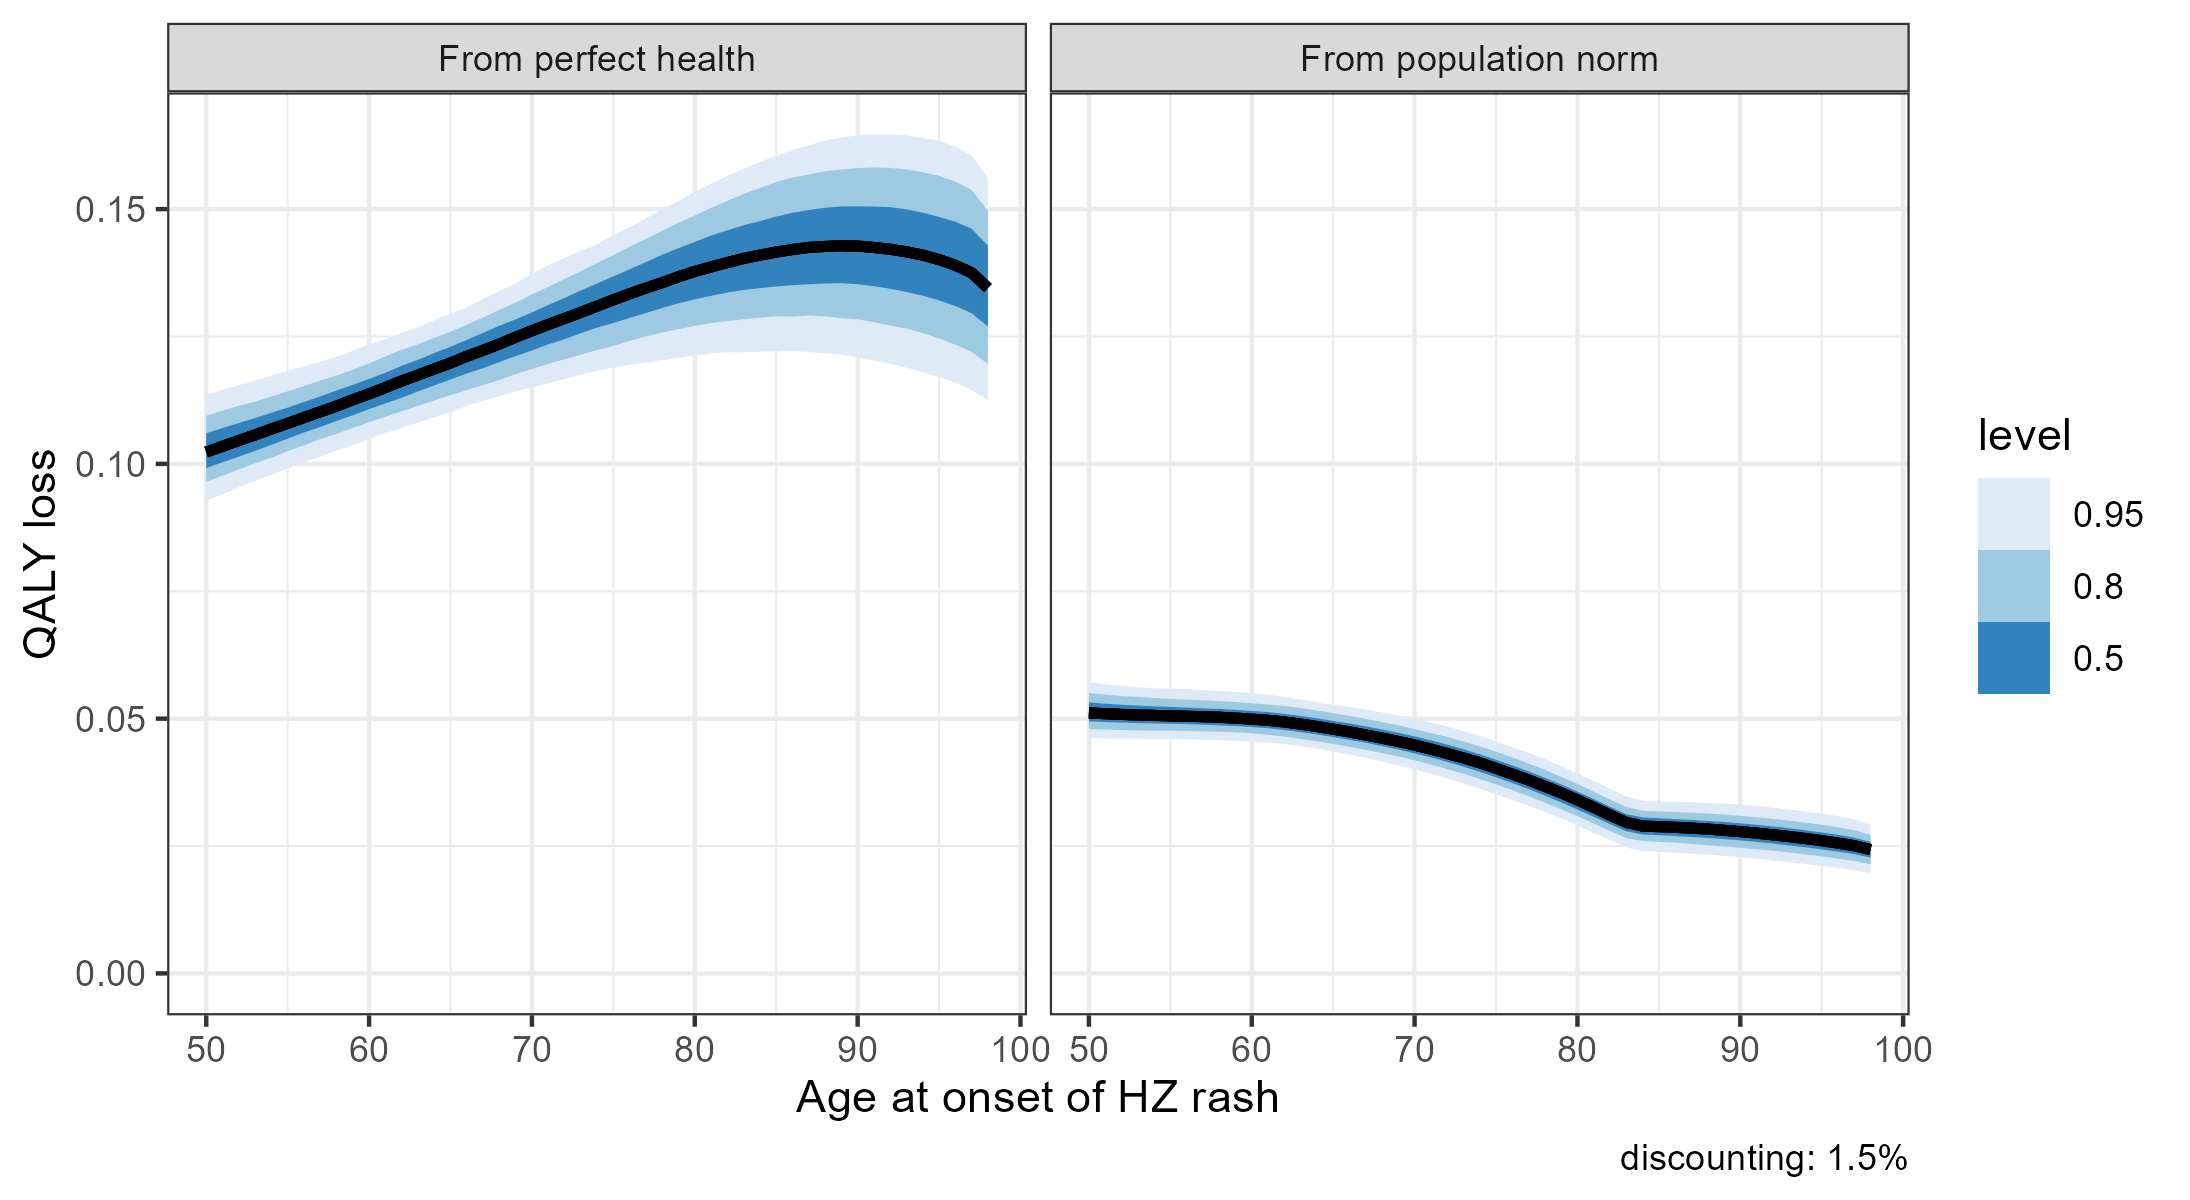 From perfect health
From population norm
QALY loss
0.15
0.10
0.05
0.00
50 60 70 80 90 100
50 60 70 80 90 100
Age at onset of HZ rash
level
0.95
0.8
0.5
discounting: 1.5%